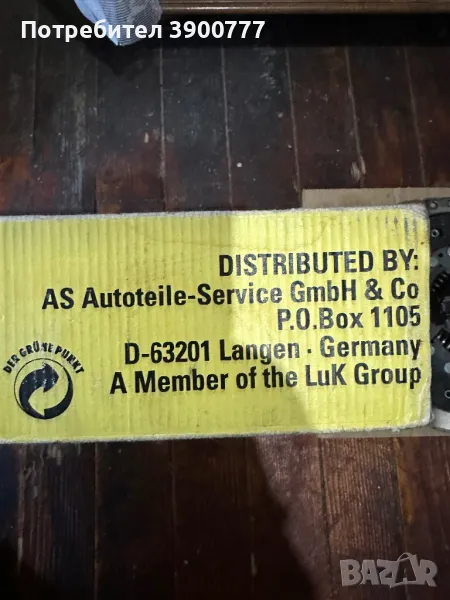 Потребител 3900777
DISTRIBUTED BY:
AS Autoteile-Service GmbH & Co
P.O.Box 1105
D-63201 Langen · Germany
A Member of the LuK Group
DER GRÜNE PUNKT
BAZAR